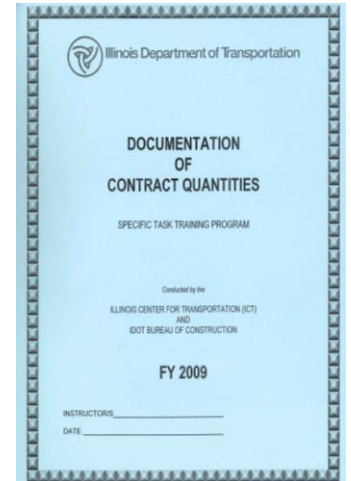 Illinois Department of Transportation
DOCUMENTATION
OF
CONTRACT QUANTITIES
SPECIFIC TASK TRAINING PROGRAM
Conducted by the
ILLINOIS CENTER FOR TRANSPORTATION (ICT)
AND
IDOT BUREAU OF CONSTRUCTION
FY 2009
INSTRUCTOR/S
DATE